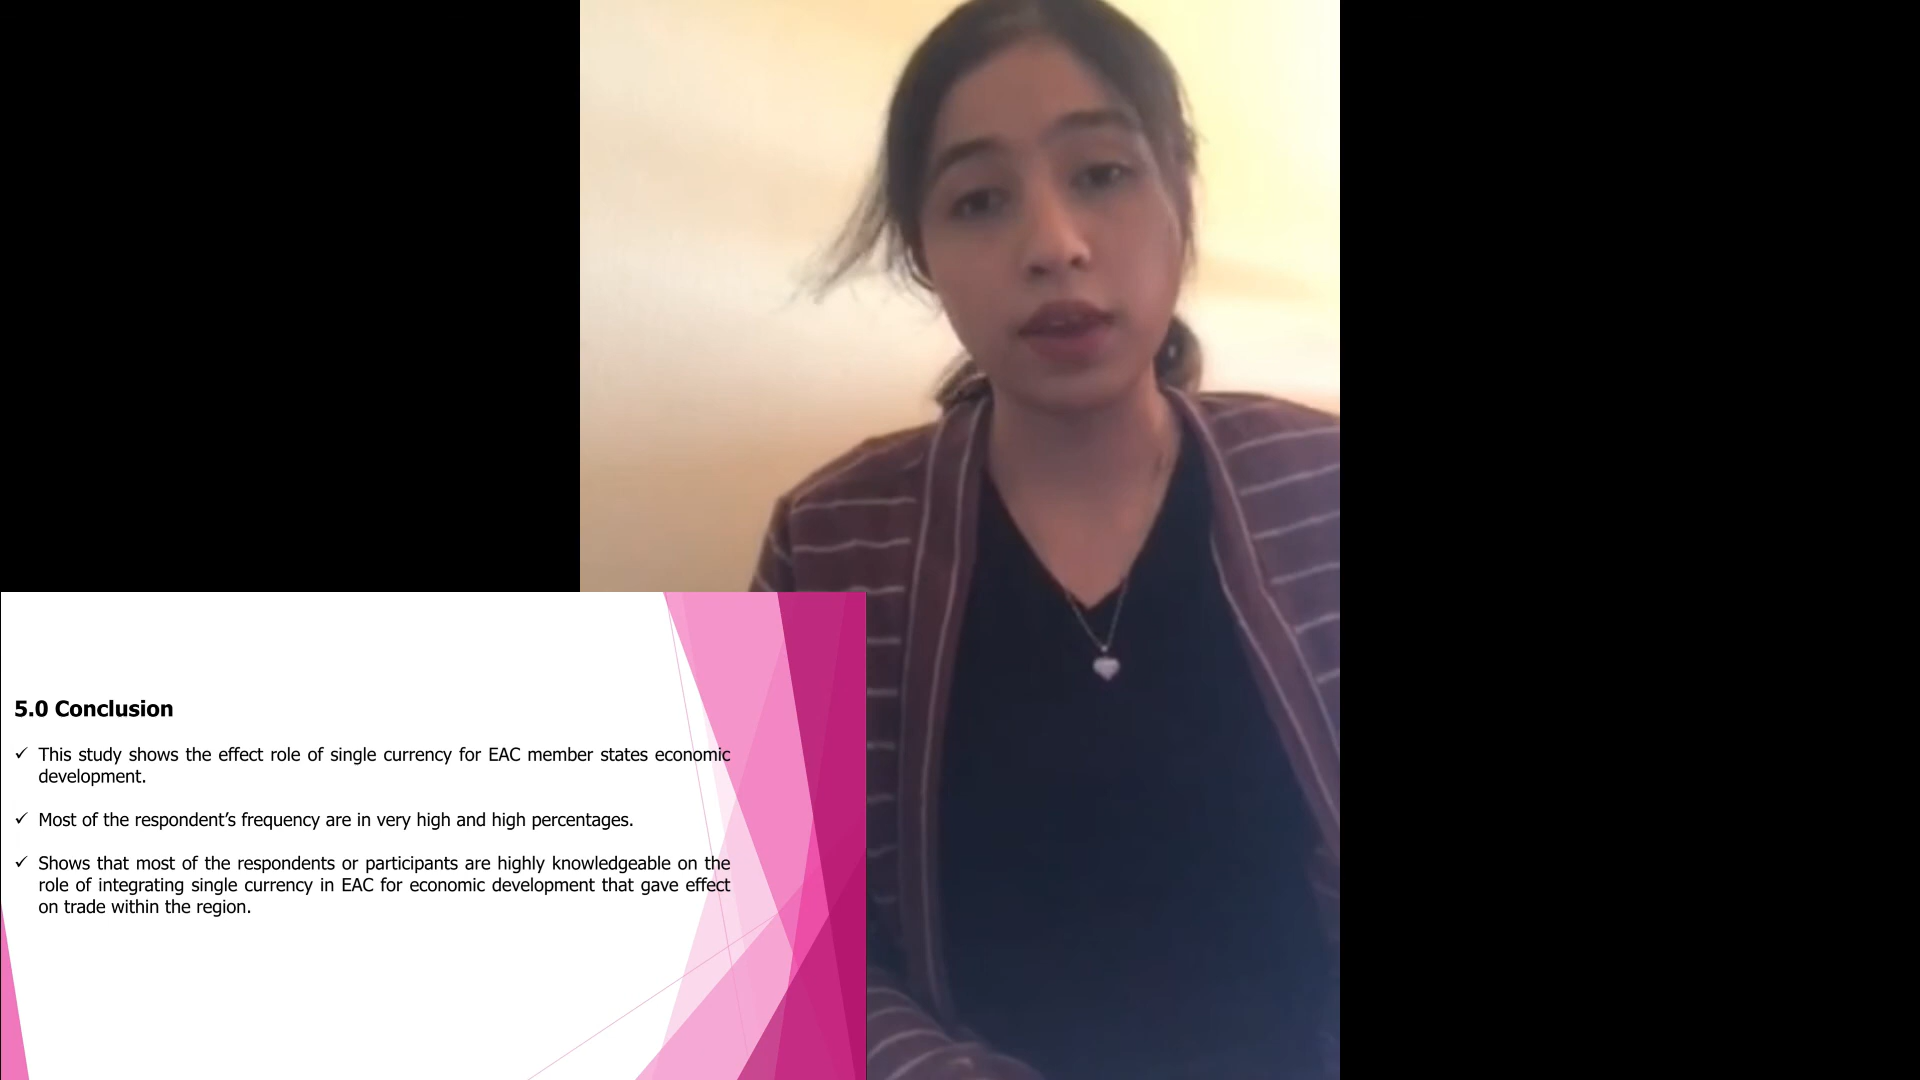 5.0 Conclusion
✓ This study shows the effect role of single currency for EAC member states economic
development.
✓ Most of the respondent’s frequency are in very high and high percentages.
✓ Shows that most of the respondents or participants are highly knowledgeable on the
role of integrating single currency in EAC for economic development that gave effect
on trade within the region.